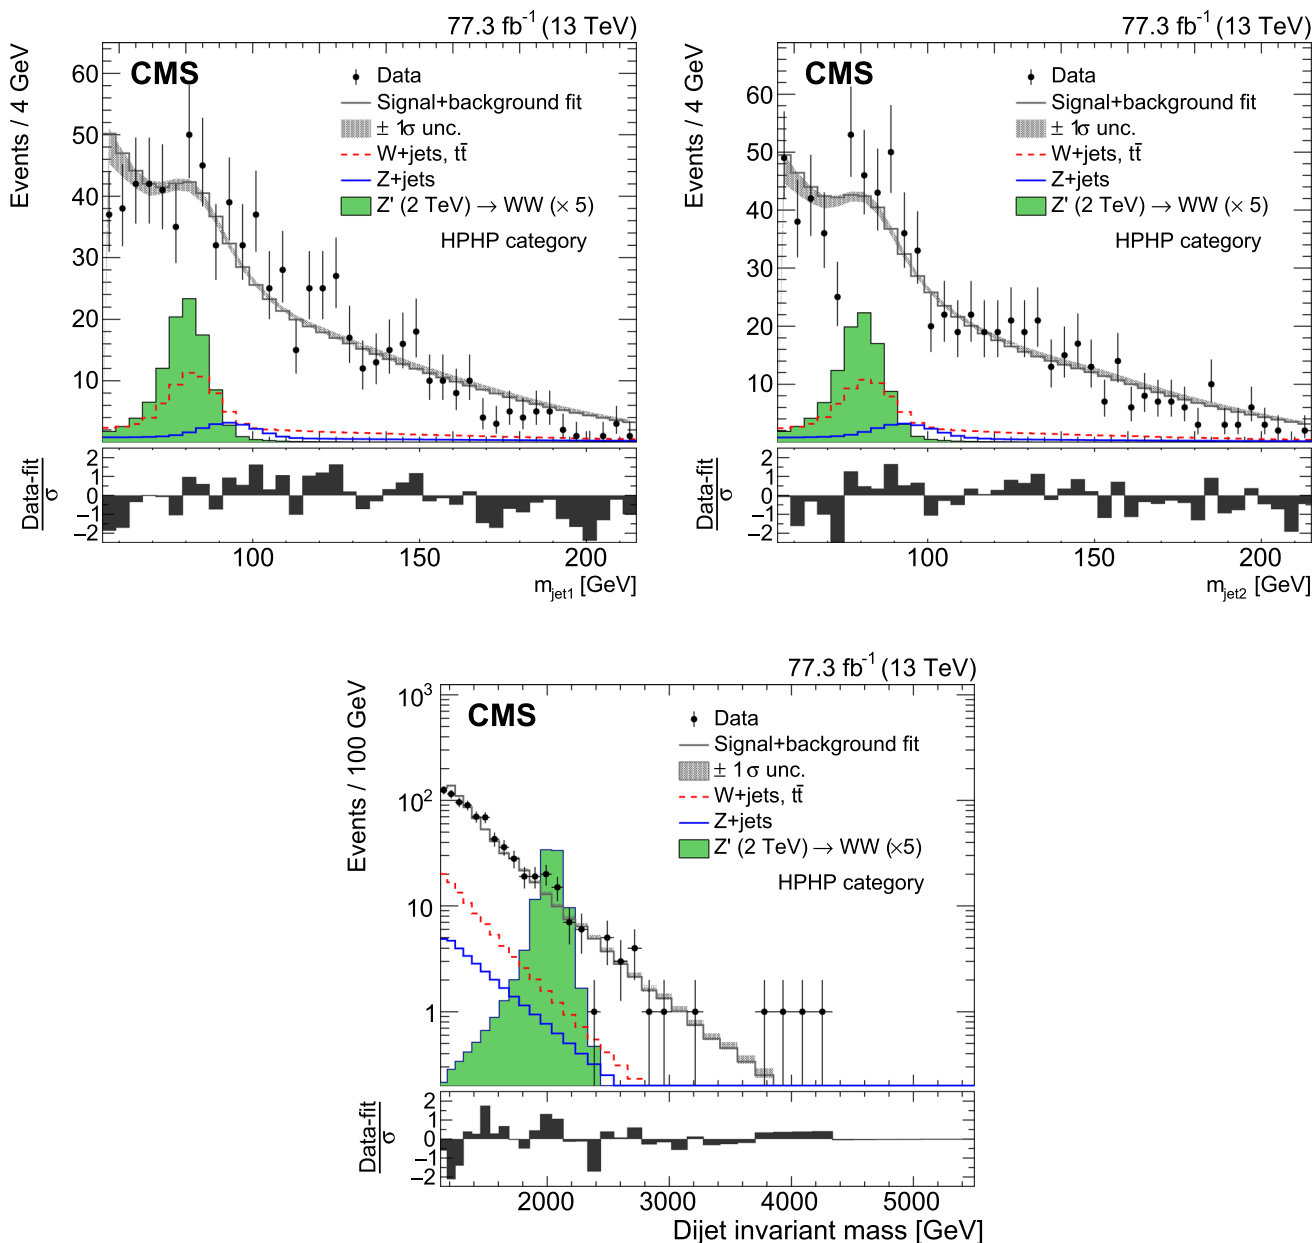 77.3 fb⁻¹ (13 TeV)
CMS
Data
Signal+background fit
± 1σ unc.
W+jets, tt̄
Z+jets
Z' (2 TeV) → WW (× 5)
HPHP category
Events / 4 GeV
60
50
40
30
20
10
Data-fit
σ
2
1
0
−1
−2
100
150
200
m_jet1 [GeV]
77.3 fb⁻¹ (13 TeV)
CMS
Data
Signal+background fit
± 1σ unc.
W+jets, tt̄
Z+jets
Z' (2 TeV) → WW (× 5)
HPHP category
Events / 4 GeV
60
50
40
30
20
10
Data-fit
σ
2
1
0
−1
−2
100
150
200
m_jet2 [GeV]
77.3 fb⁻¹ (13 TeV)
CMS
Data
Signal+background fit
± 1σ unc.
W+jets, tt̄
Z+jets
Z' (2 TeV) → WW (×5)
HPHP category
Events / 100 GeV
10³
10²
10
1
Data-fit
σ
2
1
0
−1
−2
2000
3000
4000
5000
Dijet invariant mass [GeV]